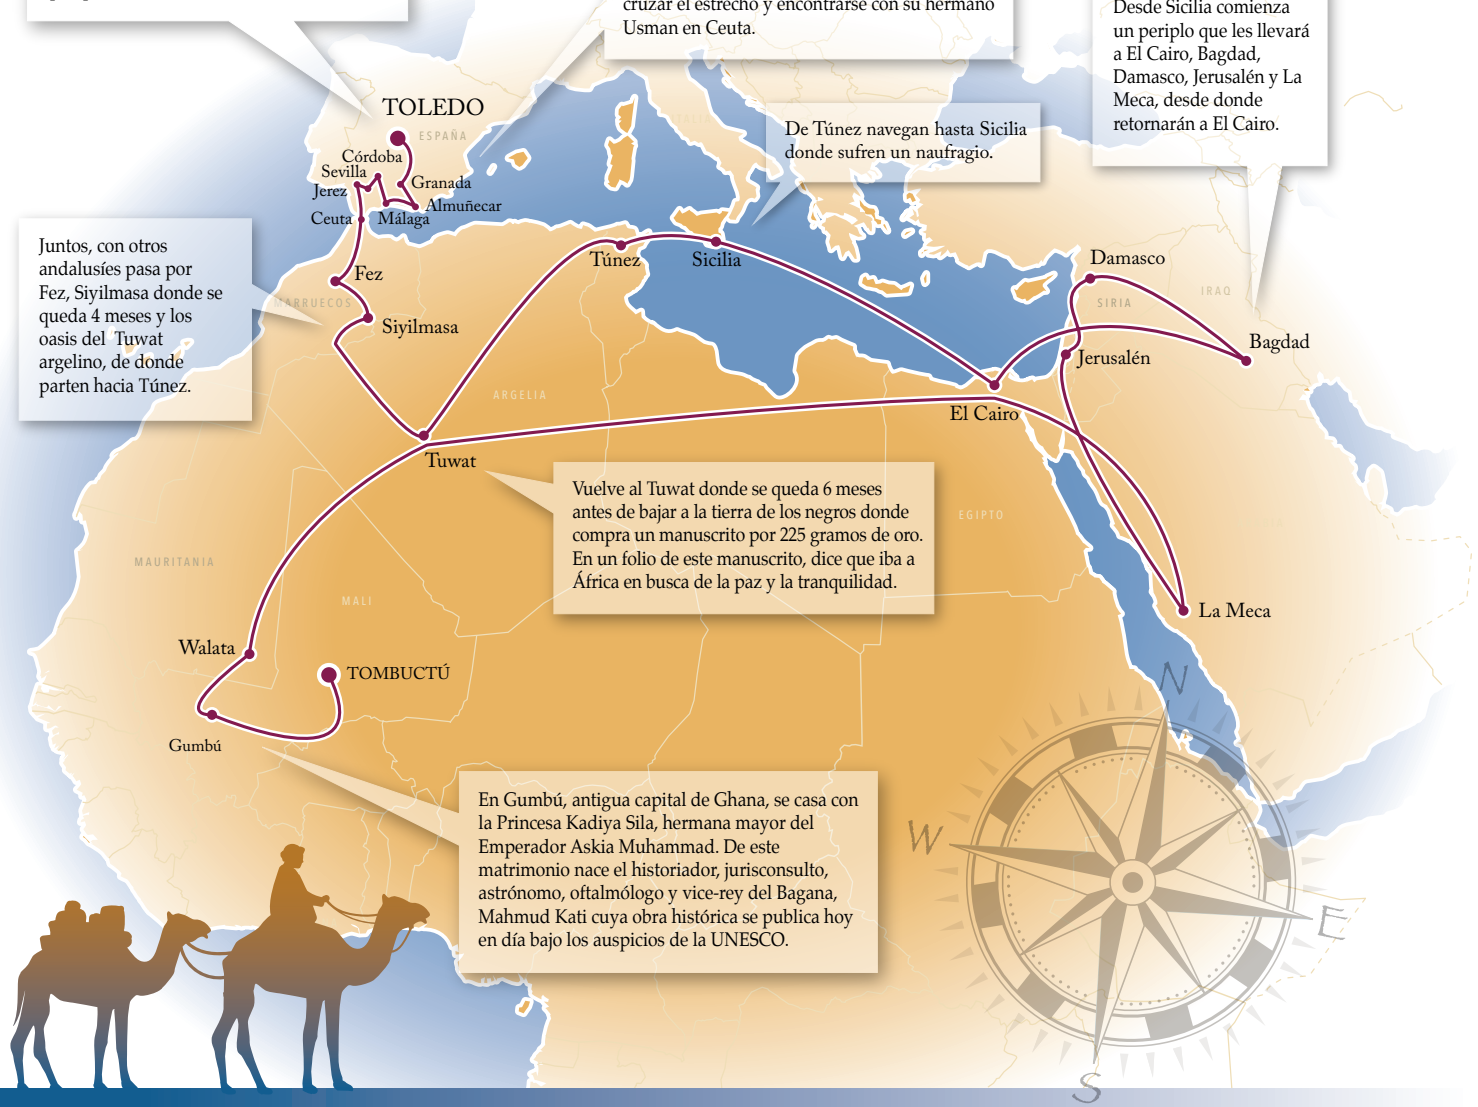 cruzar el estrecho y encontrarse con su hermano
Usman en Ceuta.
Desde Sicilia comienza
un periplo que les llevará
a El Cairo, Bagdad,
Damasco, Jerusalén y La
Meca, desde donde
retornarán a El Cairo.
De Túnez navegan hasta Sicilia
donde sufren un naufragio.
TOLEDO
ESPAÑA
ITALIA
Córdoba
Sevilla
Jerez
Granada
Almuñecar
Ceuta
Málaga
Juntos, con otros
andalusíes pasa por
Fez, Siyilmasa donde se
queda 4 meses y los
oasis del Tuwat
argelino, de donde
parten hacia Túnez.
Fez
MARRUECOS
Siyilmasa
Túnez
Sicilia
Damasco
SIRIA
IRAQ
Bagdad
Jerusalén
ARGELIA
El Cairo
Tuwat
Vuelve al Tuwat donde se queda 6 meses
antes de bajar a la tierra de los negros donde
compra un manuscrito por 225 gramos de oro.
En un folio de este manuscrito, dice que iba a
África en busca de la paz y la tranquilidad.
EGIPTO
MAURITANIA
MALI
La Meca
Walata
TOMBUCTÚ
Gumbú
En Gumbú, antigua capital de Ghana, se casa con
la Princesa Kadiya Sila, hermana mayor del
Emperador Askia Muhammad. De este
matrimonio nace el historiador, jurisconsulto,
astrónomo, oftalmólogo y vice-rey del Bagana,
Mahmud Kati cuya obra histórica se publica hoy
en día bajo los auspicios de la UNESCO.
N
W
E
S